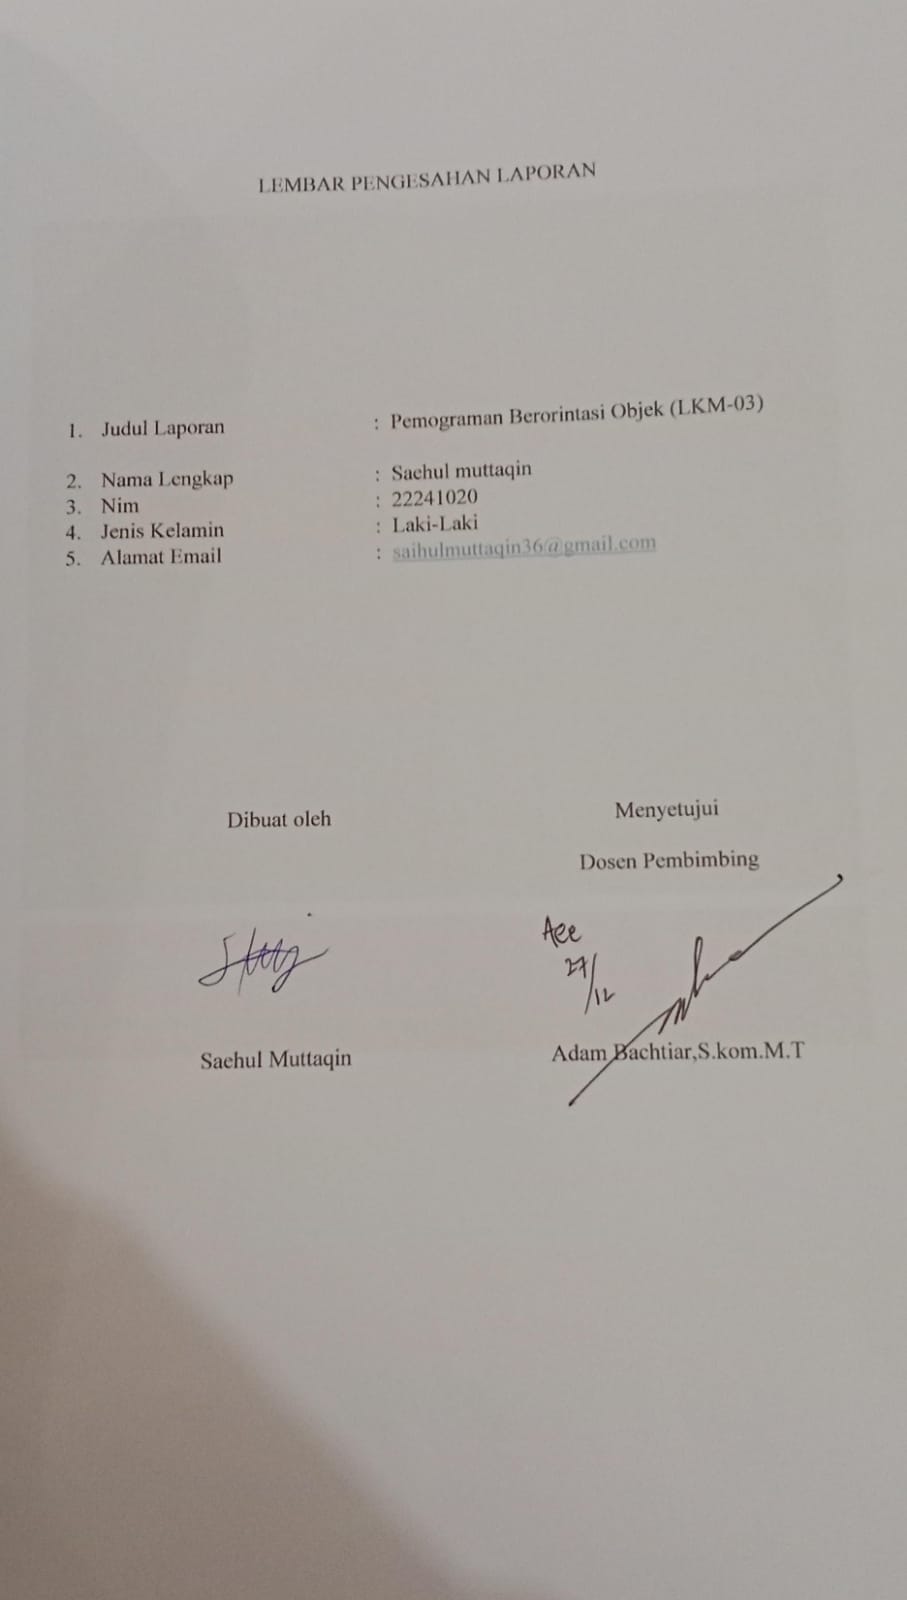 LEMBAR PENGESAHAN LAPORAN
1. Judul Laporan : Pemograman Berorintasi Objek (LKM-03)
2. Nama Lengkap : Saehul muttaqin
3. Nim : 22241020
4. Jenis Kelamin : Laki-Laki
5. Alamat Email : saihulmuttaqin36@gmail.com
Dibuat oleh
Menyetujui
Dosen Pembimbing
Acc
27/12
Saehul Muttaqin
Adam Bachtiar,S.kom.M.T